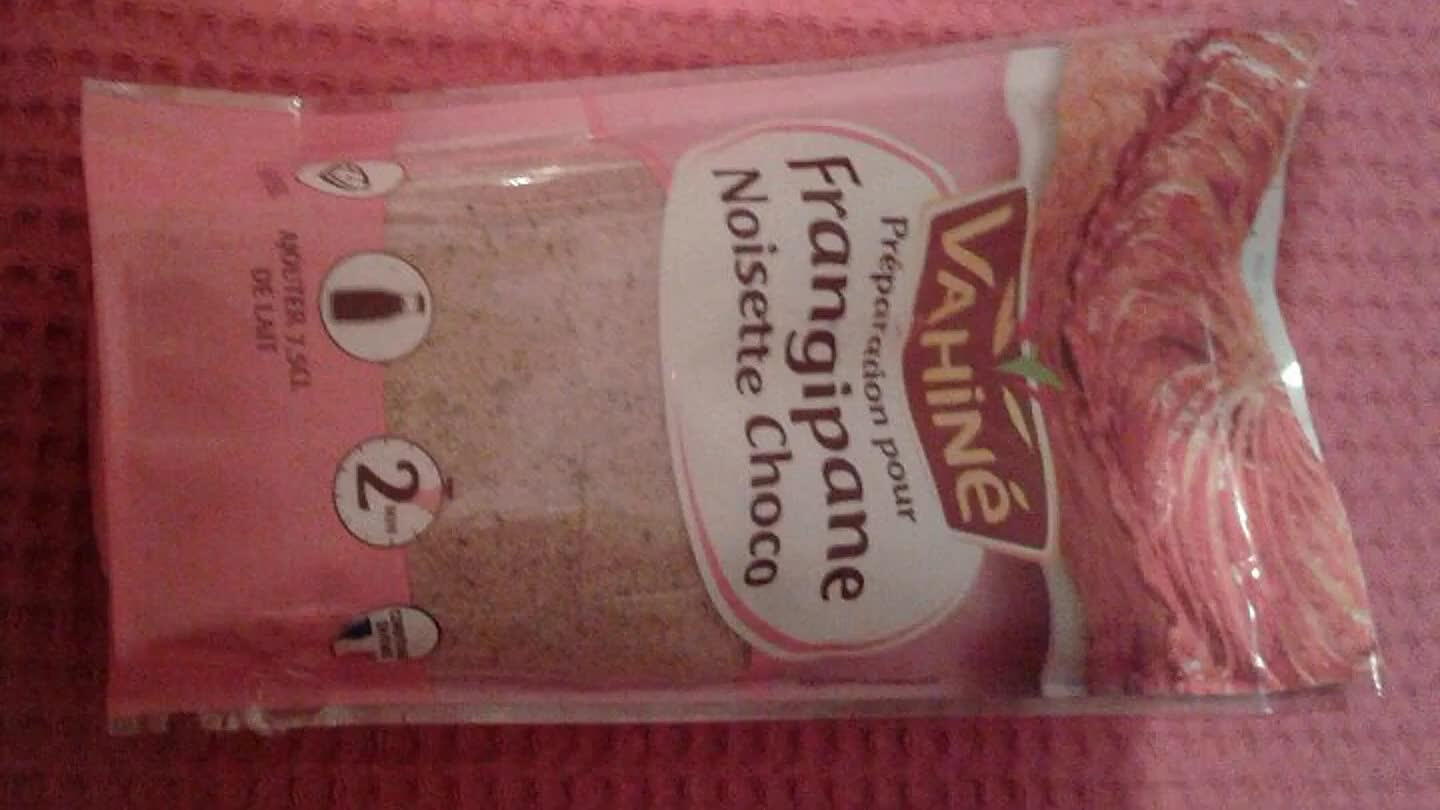 VAHINÉ
Préparation pour
Frangipane
Noisette Choco
2
AJOUTER 7,5CL
DE LAIT